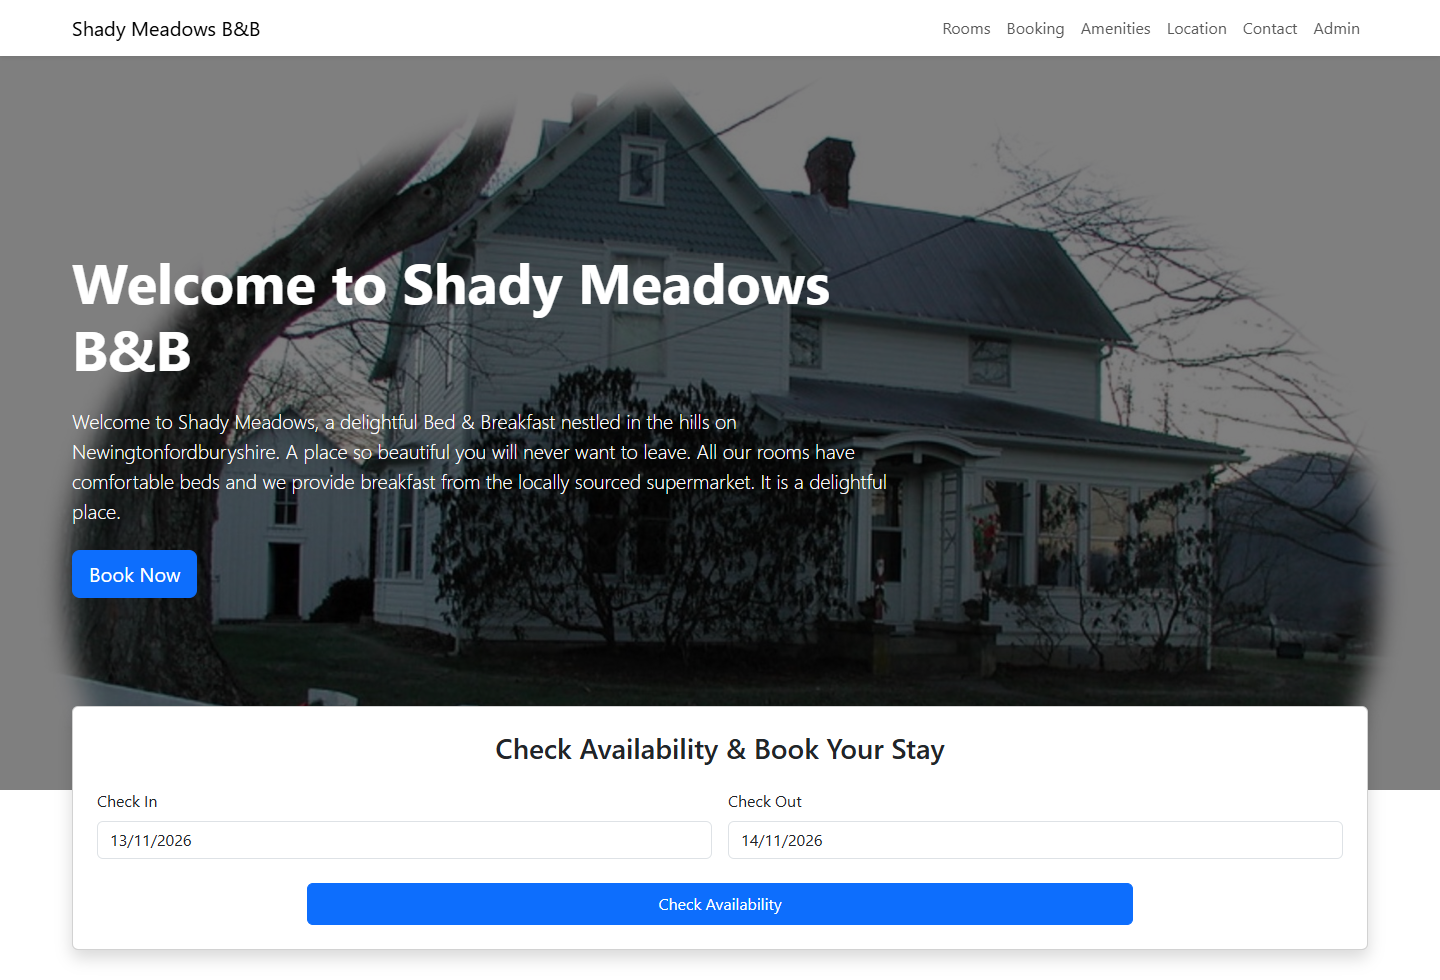 Shady Meadows B&B
Rooms Booking Amenities Location Contact Admin
Welcome to Shady Meadows
B&B
Welcome to Shady Meadows, a delightful Bed & Breakfast nestled in the hills on
Newingtonfordburyshire. A place so beautiful you will never want to leave. All our rooms have
comfortable beds and we provide breakfast from the locally sourced supermarket. It is a delightful
place.
Book Now
Check Availability & Book Your Stay
Check In
13/11/2026
Check Out
14/11/2026
Check Availability